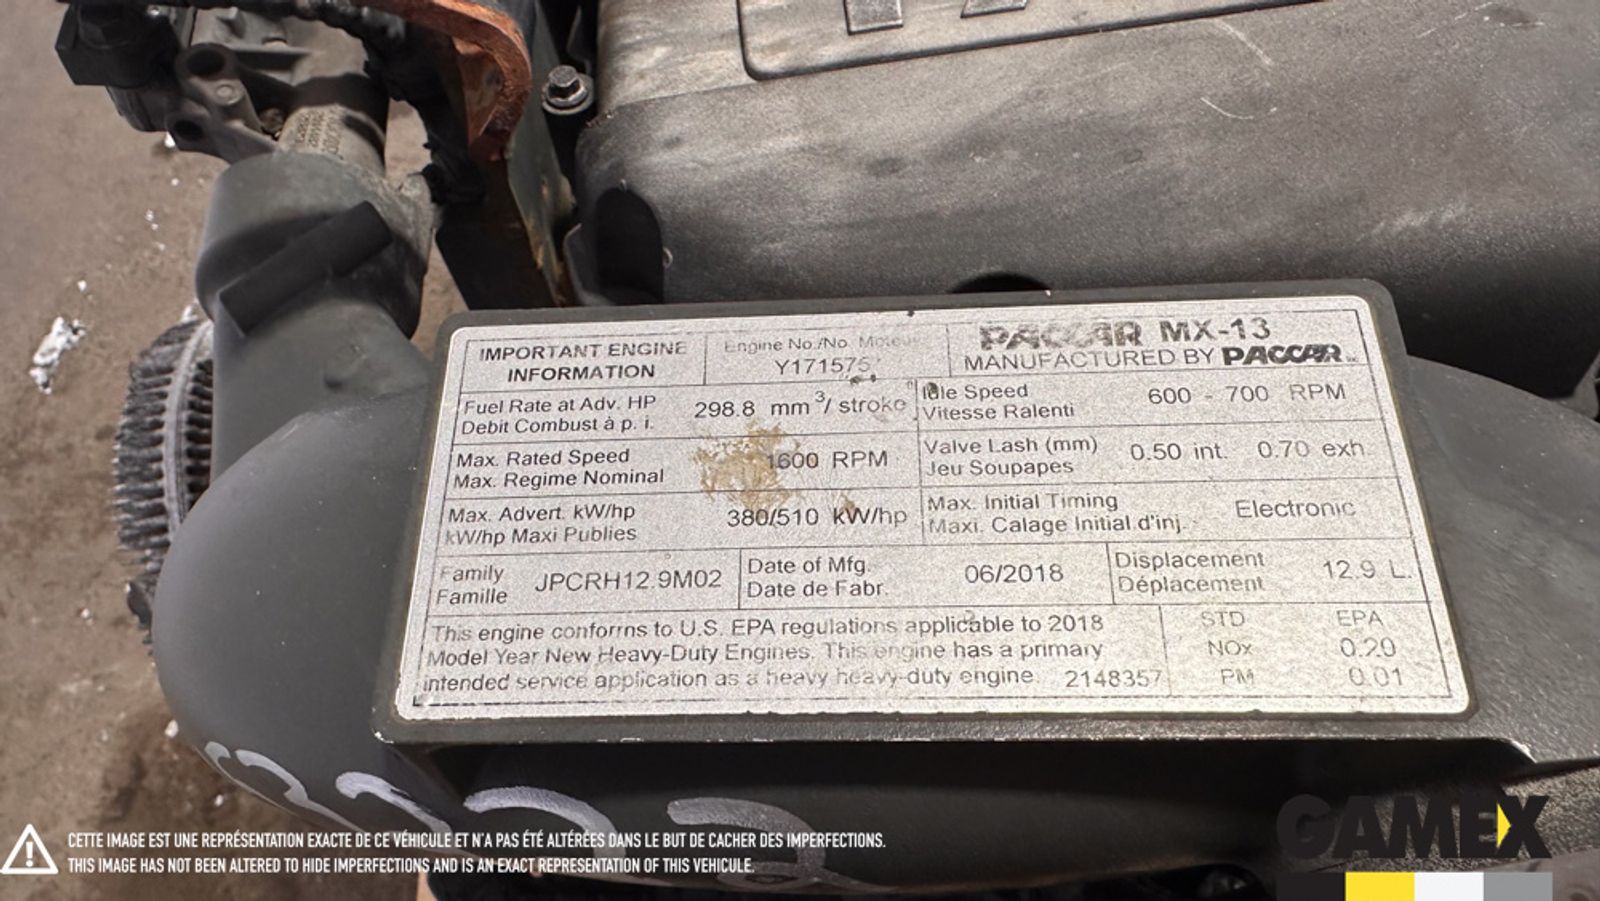 IMPORTANT ENGINE
INFORMATION
Engine No./No. Moteur
Y171575
PACCAR MX-13
MANUFACTURED BY PACCAR
Fuel Rate at Adv. HP
Debit Combust à p. i.
298.8 mm3/ stroke
Idle Speed
Vitesse Ralenti
600 - 700 RPM
Max. Rated Speed
Max. Regime Nominal
1600 RPM
Valve Lash (mm)
Jeu Soupapes
0.50 int. 0.70 exh.
Max. Advert. kW/hp
kW/hp Maxi Publies
380/510 kW/hp
Max. Initial Timing
Maxi. Calage Initial d'inj.
Electronic
Family
Famille
JPCRH12.9M02
Date of Mfg.
Date de Fabr.
06/2018
Displacement
Déplacement
12.9 L.
This engine conforms to U.S. EPA regulations applicable to 2018
Model Year New Heavy-Duty Engines. This engine has a primary
intended service application as a heavy heavy-duty engine. 2148357
STD EPA
NOx 0.20
PM 0.01
CETTE IMAGE EST UNE REPRÉSENTATION EXACTE DE CE VÉHICULE ET N'A PAS ÉTÉ ALTÉRÉES DANS LE BUT DE CACHER DES IMPERFECTIONS.
THIS IMAGE HAS NOT BEEN ALTERED TO HIDE IMPERFECTIONS AND IS AN EXACT REPRESENTATION OF THIS VEHICULE.
GAMEX